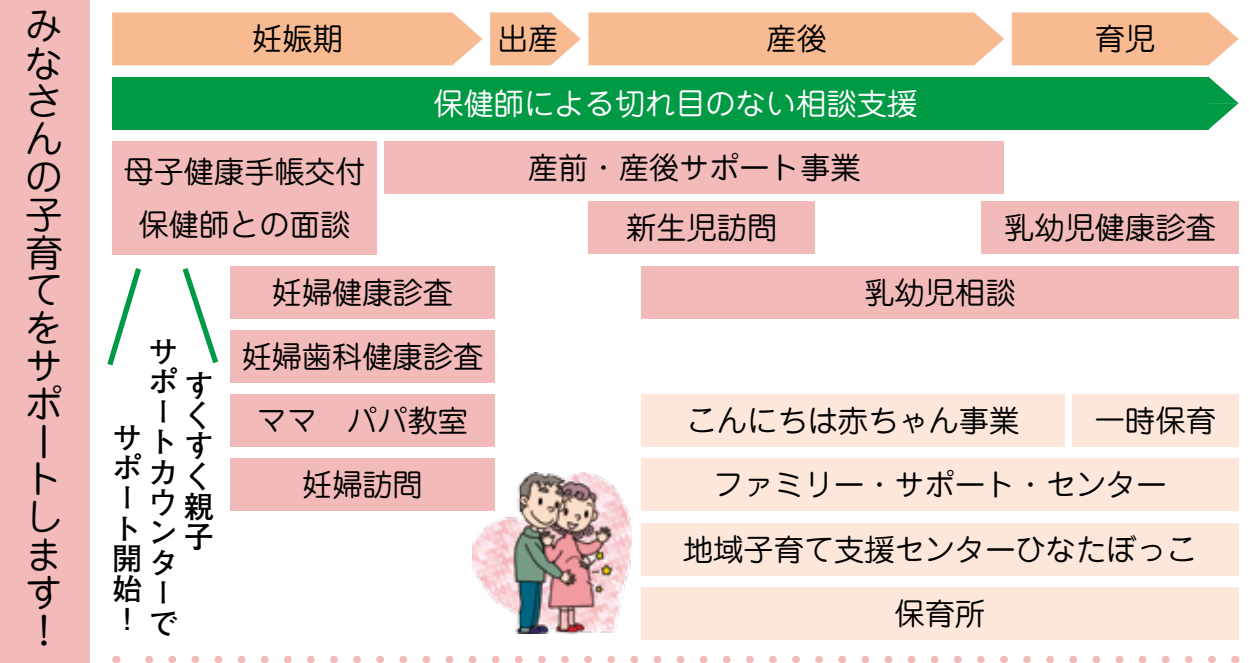 みなさんの子育てをサポートします！
妊娠期
出産
産後
育児
保健師による切れ目のない相談支援
母子健康手帳交付
保健師との面談
産前・産後サポート事業
新生児訪問
乳幼児健康診査
妊婦健康診査
乳幼児相談
妊婦歯科健康診査
ママ　パパ教室
こんにちは赤ちゃん事業
一時保育
妊婦訪問
ファミリー・サポート・センター
地域子育て支援センターひなたぼっこ
保育所
すくすく親子
サポートカウンターで
サポート開始！